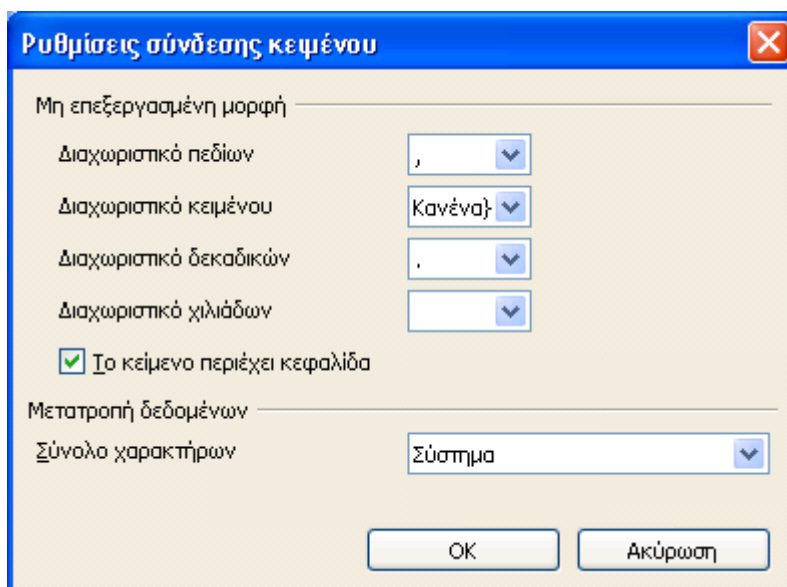 Ρυθμίσεις σύνδεσης κειμένου
Μη επεξεργασμένη μορφή
Διαχωριστικό πεδίων ,
Διαχωριστικό κειμένου Κανένα}
Διαχωριστικό δεκαδικών ,
Διαχωριστικό χιλιάδων
Το κείμενο περιέχει κεφαλίδα
Μετατροπή δεδομένων
Σύνολο χαρακτήρων Σύστημα
OK Ακύρωση